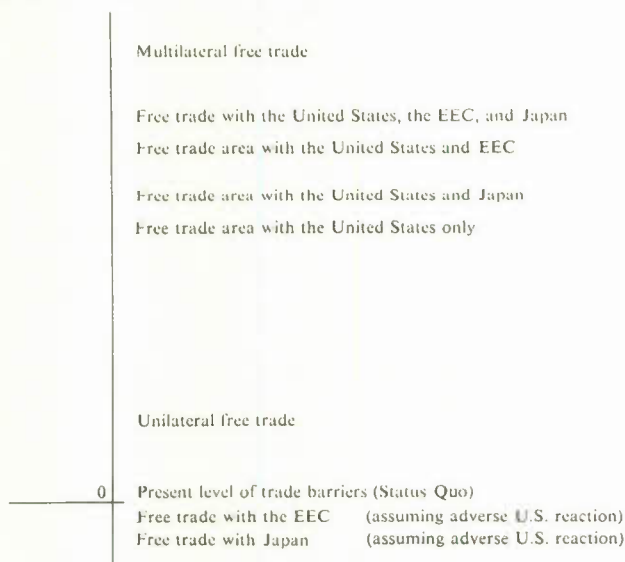 Multilateral free trade
Free trade with the United States, the EEC, and Japan
Free trade area with the United States and EEC
Free trade area with the United States and Japan
Free trade area with the United States only
Unilateral free trade
0 Present level of trade barriers (Status Quo)
Free trade with the EEC (assuming adverse U.S. reaction)
Free trade with Japan (assuming adverse U.S. reaction)